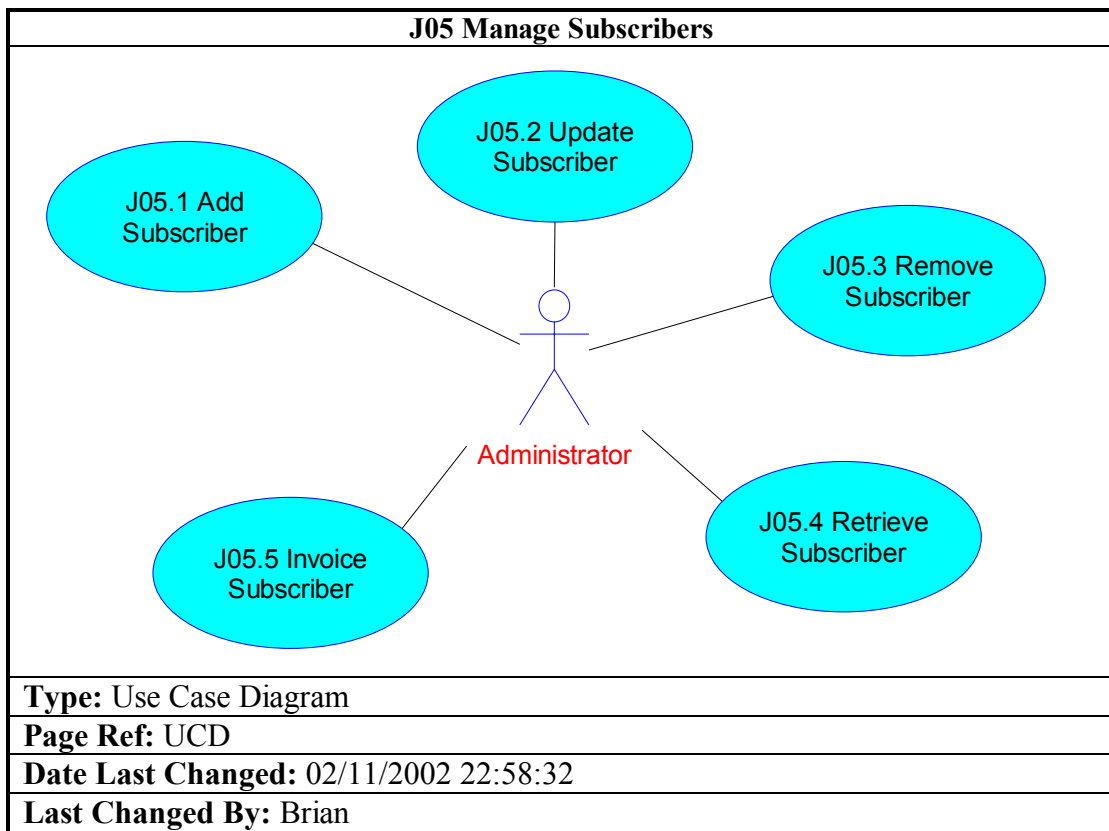 J05 Manage Subscribers
J05.2 Update
Subscriber
J05.1 Add
Subscriber
J05.3 Remove
Subscriber
Administrator
J05.4 Retrieve
Subscriber
J05.5 Invoice
Subscriber
Type: Use Case Diagram
Page Ref: UCD
Date Last Changed: 02/11/2002 22:58:32
Last Changed By: Brian